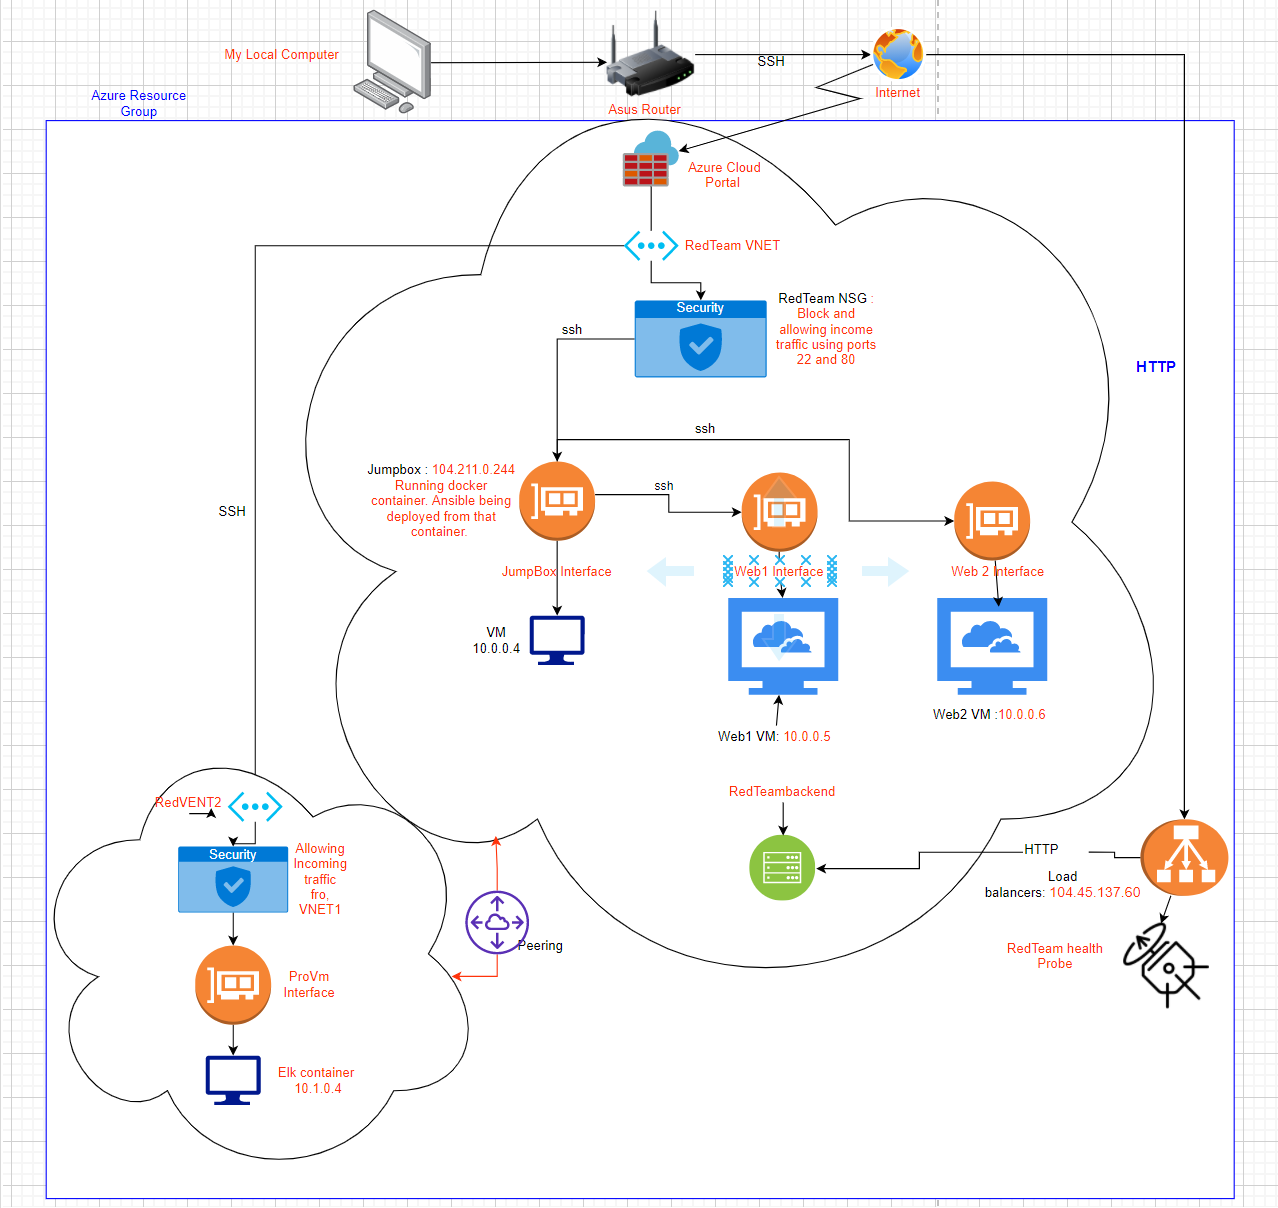 My Local Computer
SSH
Internet
Asus Router
Azure Resource
Group
Azure Cloud
Portal
RedTeam VNET
Security
RedTeam NSG :
Block and
allowing income
traffic using ports
22 and 80
ssh
HTTP
ssh
Jumpbox : 104.211.0.244
Running docker
container. Ansible being
deployed from that
container.
ssh
SSH
JumpBox Interface
Web1 Interface
Web 2 Interface
VM
10.0.0.4
Web2 VM :10.0.0.6
Web1 VM: 10.0.0.5
RedTeambackend
RedVENT2
Security
Allowing
Incoming
traffic
fro,
VNET1
HTTP
Load
balancers: 104.45.137.60
Peering
RedTeam health
Probe
ProVm
Interface
Elk container
10.1.0.4